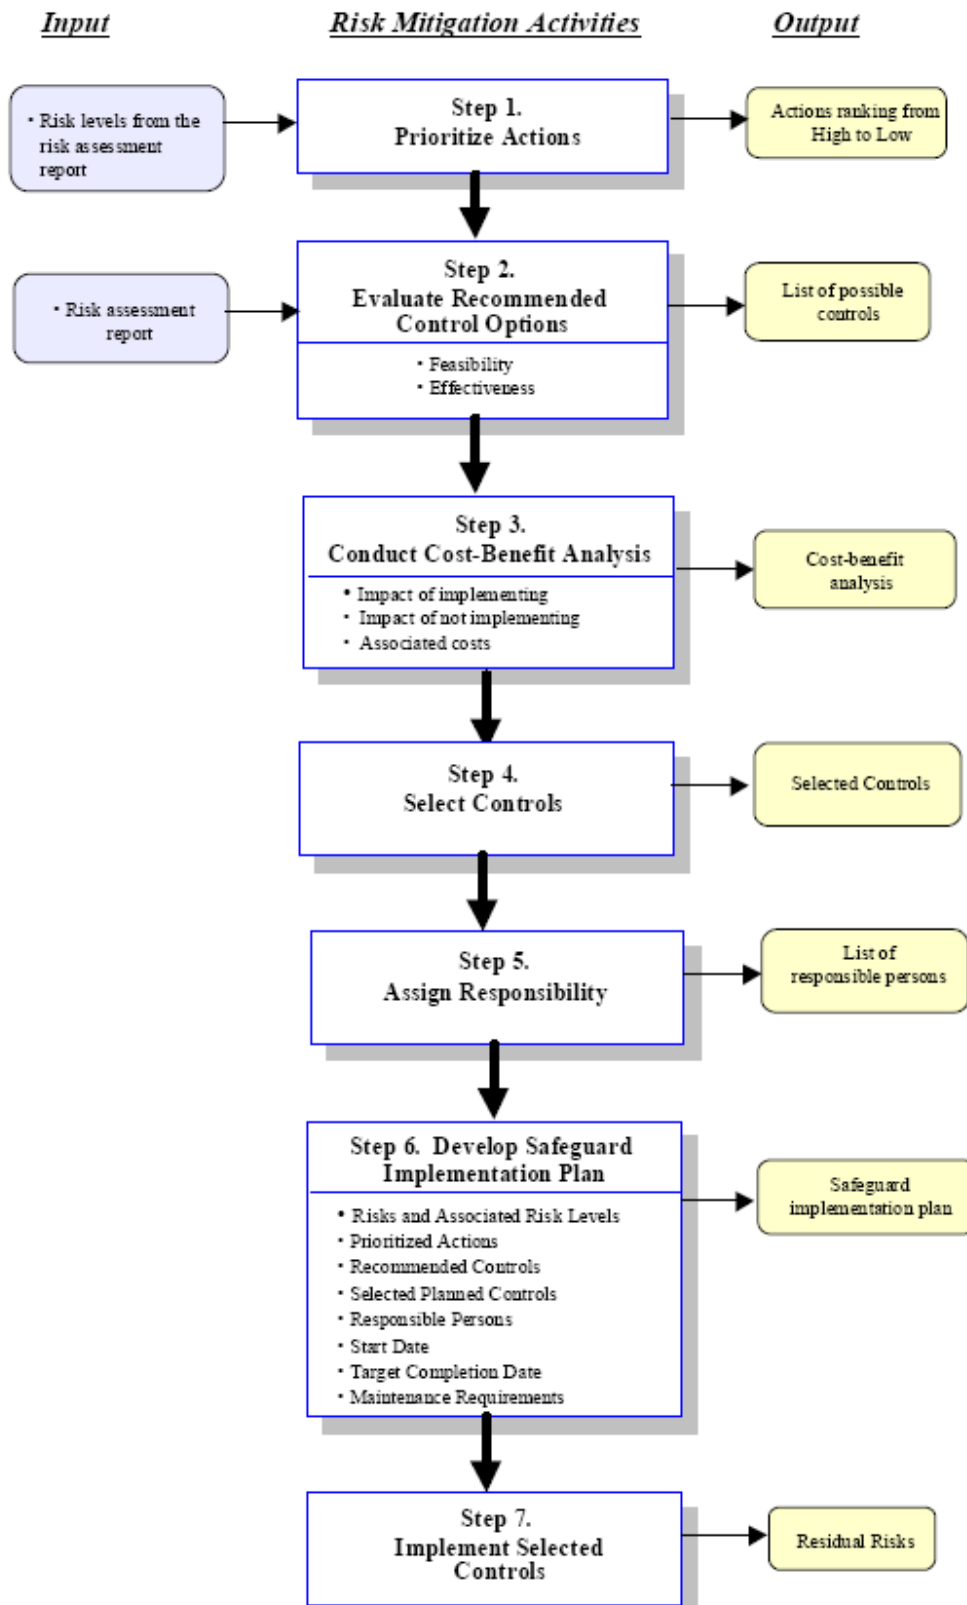 Input
Risk Mitigation Activities
Output
• Risk levels from the
risk assessment
report
Step 1.
Prioritize Actions
Actions ranking from
High to Low
• Risk assessment
report
Step 2.
Evaluate Recommended
Control Options
• Feasibility
• Effectiveness
List of possible
controls
Step 3.
Conduct Cost-Benefit Analysis
• Impact of implementing
• Impact of not implementing
• Associated costs
Cost-benefit
analysis
Step 4.
Select Controls
Selected Controls
Step 5.
Assign Responsibility
List of
responsible persons
Step 6. Develop Safeguard
Implementation Plan
• Risks and Associated Risk Levels
• Prioritized Actions
• Recommended Controls
• Selected Planned Controls
• Responsible Persons
• Start Date
• Target Completion Date
• Maintenance Requirements
Safeguard
implementation plan
Step 7.
Implement Selected
Controls
Residual Risks